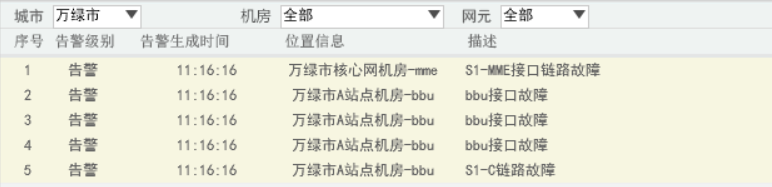 城市 万绿市 机房 全部 网元 全部
序号 告警级别 告警生成时间 位置信息 描述
1 告警 11:16:16 万绿市核心网机房-mme S1-MME接口链路故障
2 告警 11:16:16 万绿市A站点机房-bbu bbu接口故障
3 告警 11:16:16 万绿市A站点机房-bbu bbu接口故障
4 告警 11:16:16 万绿市A站点机房-bbu bbu接口故障
5 告警 11:16:16 万绿市A站点机房-bbu S1-C链路故障